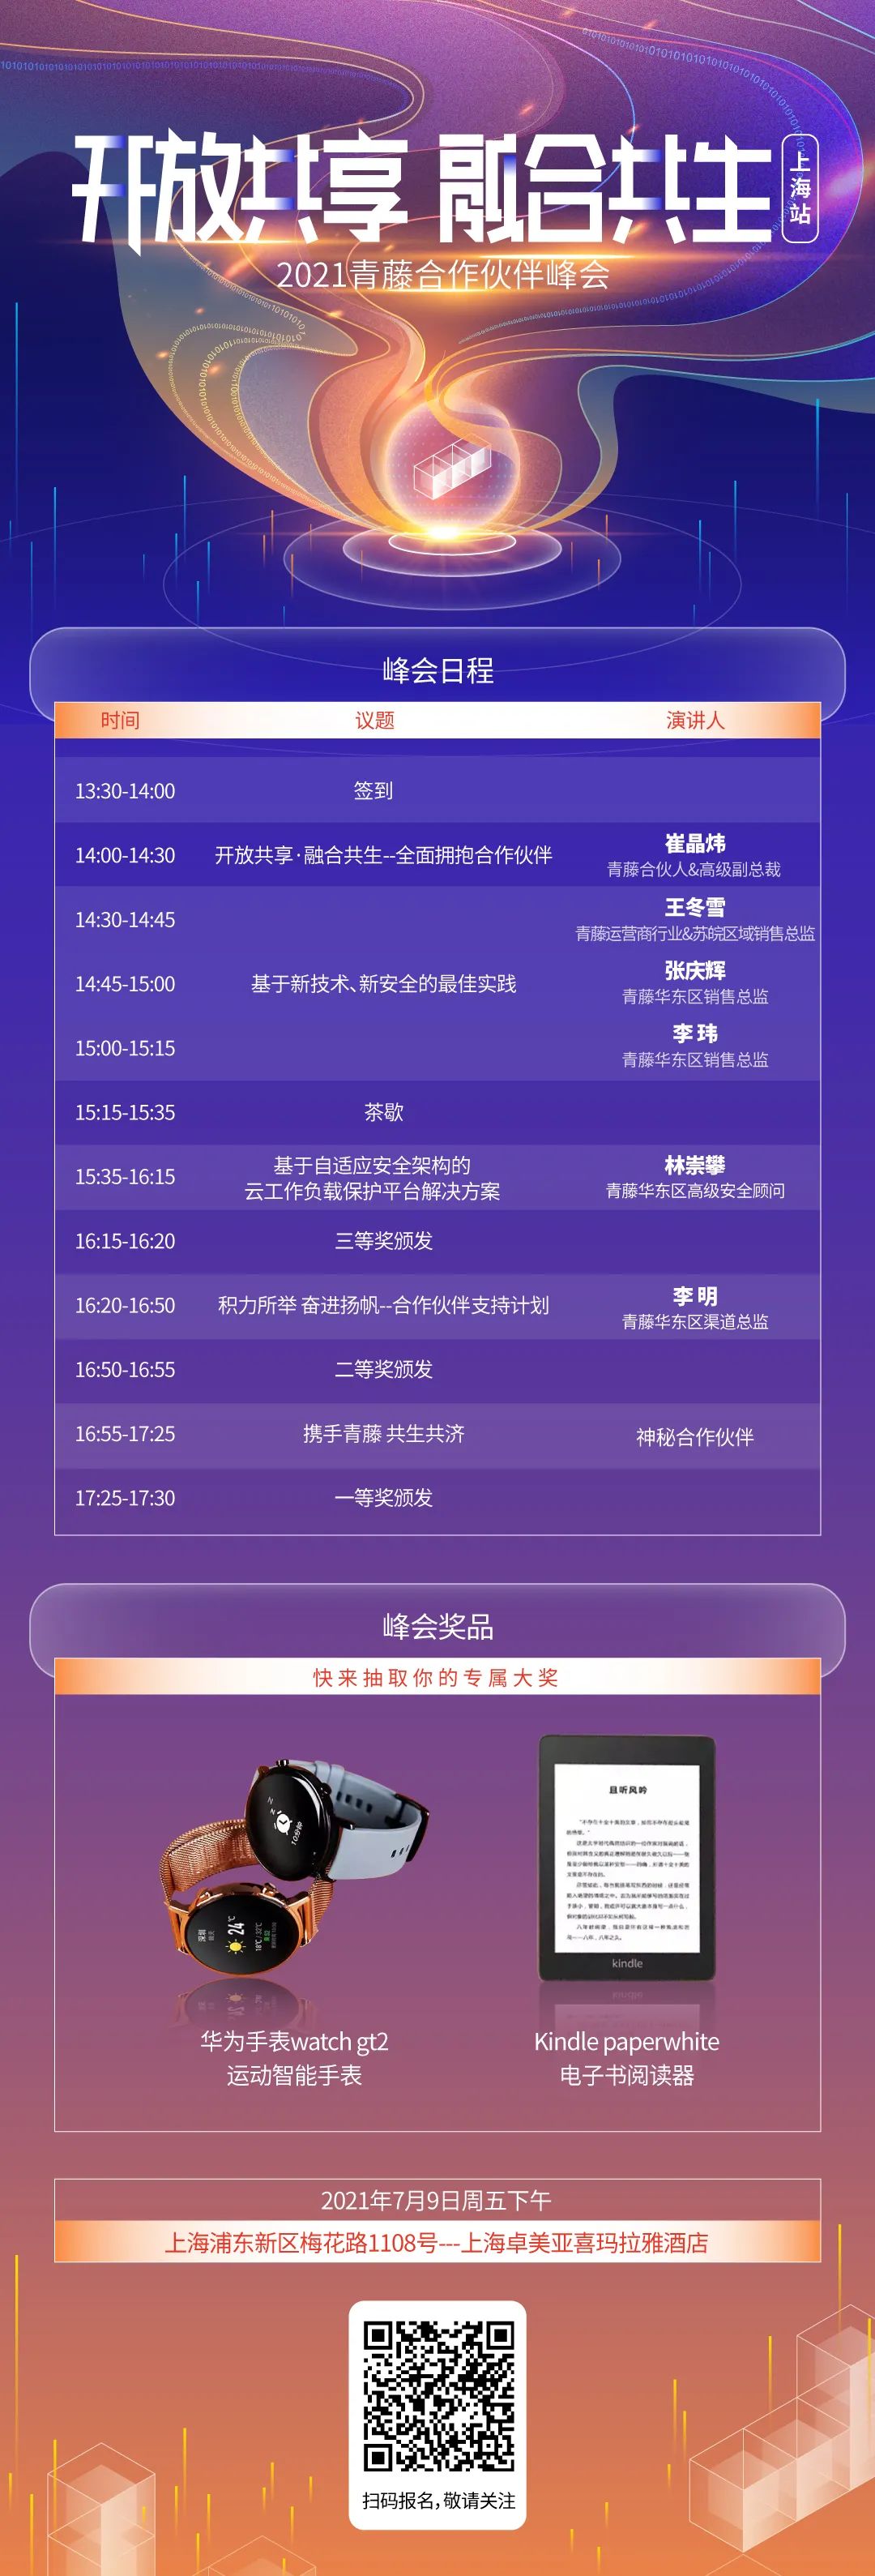 开放共享 融合共生
上海站
2021青藤合作伙伴峰会
峰会日程
时间 议题 演讲人
13:30-14:00 签到
14:00-14:30 开放共享·融合共生--全面拥抱合作伙伴 崔晶炜
青藤合伙人&高级副总裁
14:30-14:45 王冬雪
青藤运营商行业&苏皖区域销售总监
14:45-15:00 基于新技术、新安全的最佳实践 张庆辉
青藤华东区销售总监
15:00-15:15 李 玮
青藤华东区销售总监
15:15-15:35 茶歇
15:35-16:15 基于自适应安全架构的
云工作负载保护平台解决方案 林崇攀
青藤华东区高级安全顾问
16:15-16:20 三等奖颁发
16:20-16:50 积力所举 奋进扬帆--合作伙伴支持计划 李 明
青藤华东区渠道总监
16:50-16:55 二等奖颁发
16:55-17:25 携手青藤 共生共济 神秘合作伙伴
17:25-17:30 一等奖颁发
峰会奖品
快来抽取你的专属大奖
10分钟
深圳
24℃
且听风吟
kindle
华为手表watch gt2
运动智能手表
Kindle paperwhite
电子书阅读器
2021年7月9日周五下午
上海浦东新区梅花路1108号---上海卓美亚喜玛拉雅酒店
扫码报名，敬请关注